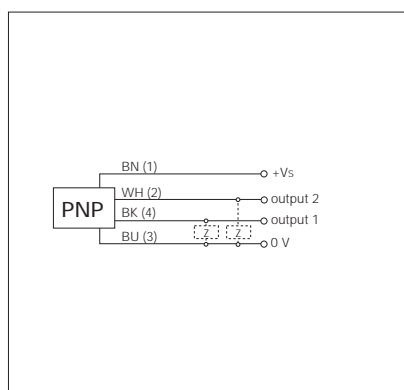 BN (1)
+Vs
WH (2)
output 2
PNP
BK (4)
output 1
Z
Z
BU (3)
0 V